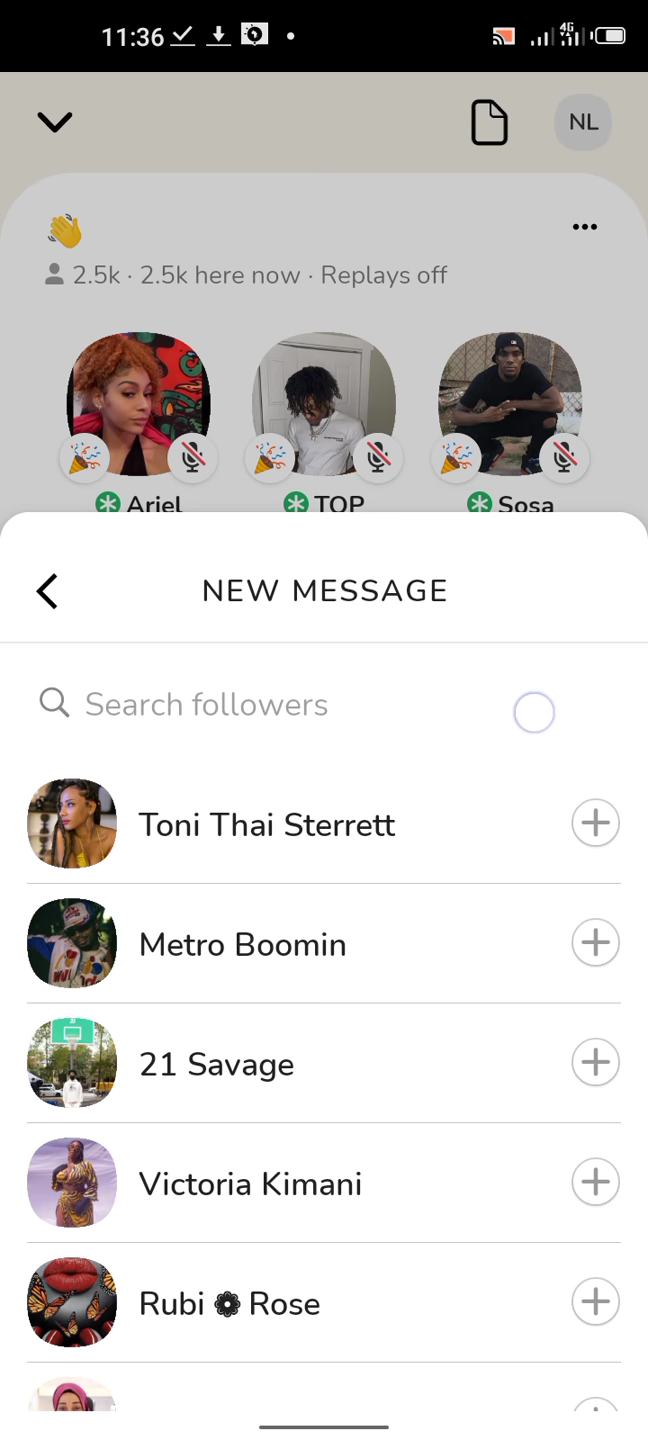 11:36
4G
NL
👋
2.5k · 2.5k here now · Replays off
Ariel
TOP
Sosa
NEW MESSAGE
Search followers
Toni Thai Sterrett
Metro Boomin
21 Savage
Victoria Kimani
Rubi ❁ Rose